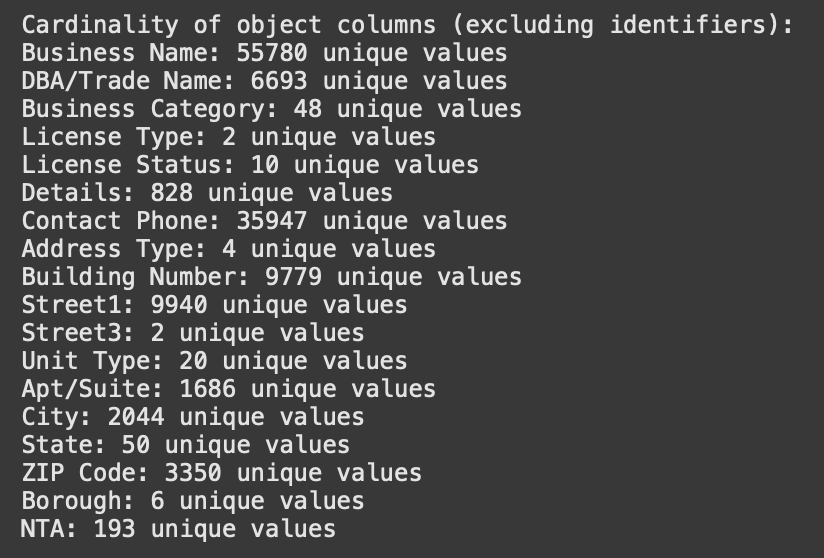 Cardinality of object columns (excluding identifiers):
Business Name: 55780 unique values
DBA/Trade Name: 6693 unique values
Business Category: 48 unique values
License Type: 2 unique values
License Status: 10 unique values
Details: 828 unique values
Contact Phone: 35947 unique values
Address Type: 4 unique values
Building Number: 9779 unique values
Street1: 9940 unique values
Street3: 2 unique values
Unit Type: 20 unique values
Apt/Suite: 1686 unique values
City: 2044 unique values
State: 50 unique values
ZIP Code: 3350 unique values
Borough: 6 unique values
NTA: 193 unique values